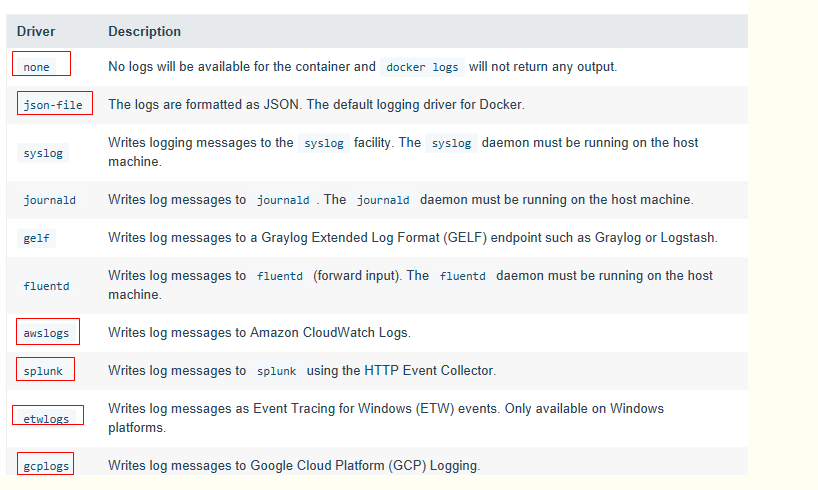 Driver Description
none No logs will be available for the container and docker logs will not return any output.
json-file The logs are formatted as JSON. The default logging driver for Docker.
syslog Writes logging messages to the syslog facility. The syslog daemon must be running on the host
machine.
journald Writes log messages to journald . The journald daemon must be running on the host machine.
gelf Writes log messages to a Graylog Extended Log Format (GELF) endpoint such as Graylog or Logstash.
fluentd Writes log messages to fluentd (forward input). The fluentd daemon must be running on the host
machine.
awslogs Writes log messages to Amazon CloudWatch Logs.
splunk Writes log messages to splunk using the HTTP Event Collector.
etwlogs Writes log messages as Event Tracing for Windows (ETW) events. Only available on Windows
platforms.
gcplogs Writes log messages to Google Cloud Platform (GCP) Logging.